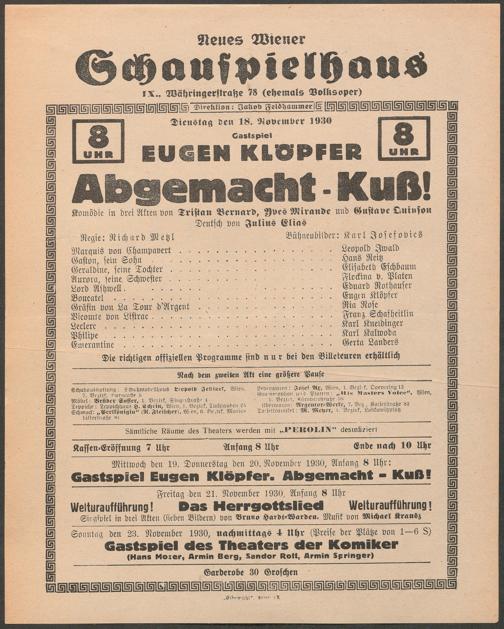 Neues Wiener
Schauspielhaus
IX., Währingerstraße 78 (ehemals Volksoper)
Direktion: Jakob Feldhammer
Dienstag den 18. November 1930
8 UHR
Gastspiel
8 UHR
EUGEN KLÖPFER
Abgemacht - Kuß!
Komödie in drei Akten von Tristan Bernard, Yves Mirande und Gustave Quinson
Deutsch von Julius Elias
Regie: Richard Metzl Bühnenbilder: Karl Josefovics
Marquis von Champavert . . . Leopold Iwald
Gaston, sein Sohn . . . Hans Reitz
Geraldine, seine Tochter . . . Elisabeth Eschbaum
Aurora, seine Schwester . . . Flockina v. Platen
Lord Ashwell . . . Eduard Rothauser
Boucatel . . . Eugen Klöpfer
Gräfin von La Tour d'Argent . . . Ria Rose
Vicomte von Listrac . . . Franz Schafheitlin
Leclerc . . . Karl Kneidinger
Philipe . . . Karl Kalwoda
Emerantine . . . Gerta Landers
Die richtigen offiziellen Programme sind nur bei den Billeteuren erhältlich
Nach dem zweiten Akt eine größere Pause
Sämtliche Räume des Theaters werden mit „PEROLIN" desinfiziert
Kassen-Eröffnung 7 Uhr Anfang 8 Uhr Ende nach 10 Uhr
Mittwoch den 19. Donnerstag den 20. November 1930, Anfang 8 Uhr:
Gastspiel Eugen Klöpfer. Abgemacht – Kuß!
Freitag den 21. November 1930, Anfang 8 Uhr
Welturaufführung! Das Herrgottslied Welturaufführung!
Singspiel in drei Akten (sieben Bildern) von Bruno Hardt-Warden. Musik von Michael Krausz
Sonntag den 23. November 1930, nachmittags 4 Uhr (Preise der Plätze von 1—6 S)
Gastspiel des Theaters der Komiker
(Hans Moser, Armin Berg, Sandor Rott, Armin Springer)
Garderobe 30 Groschen